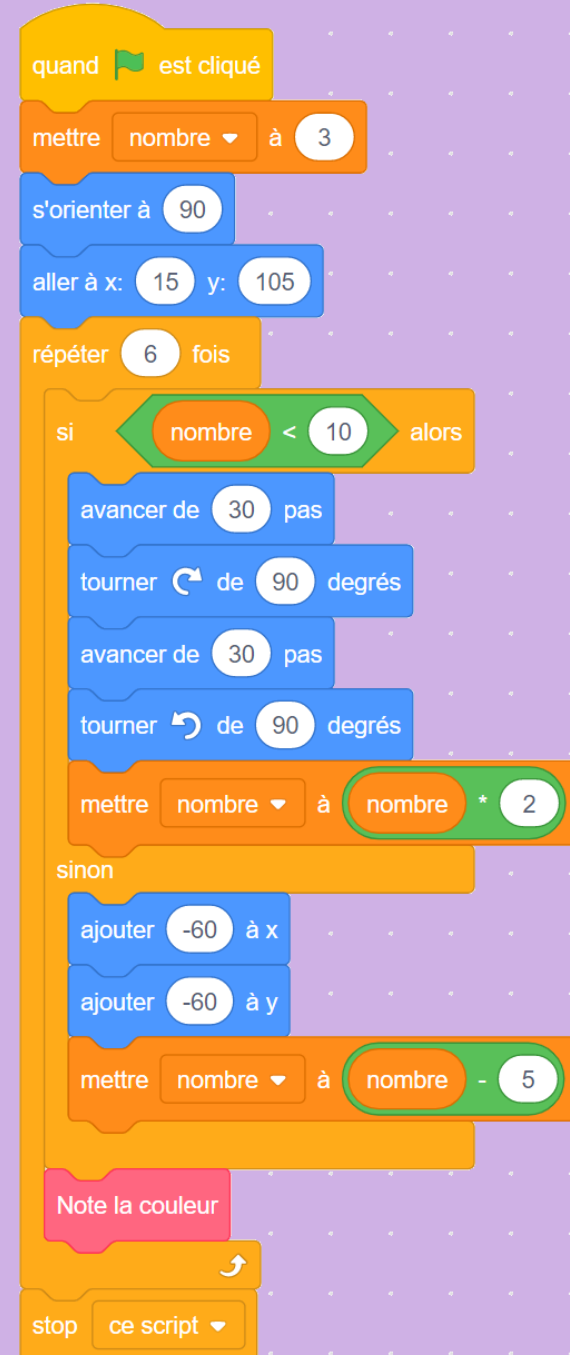 quand est cliqué
mettre nombre à 3
s'orienter à 90
aller à x: 15 y: 105
répéter 6 fois
si nombre < 10 alors
avancer de 30 pas
tourner de 90 degrés
avancer de 30 pas
tourner de 90 degrés
mettre nombre à nombre * 2
sinon
ajouter -60 à x
ajouter -60 à y
mettre nombre à nombre - 5
Note la couleur
stop ce script